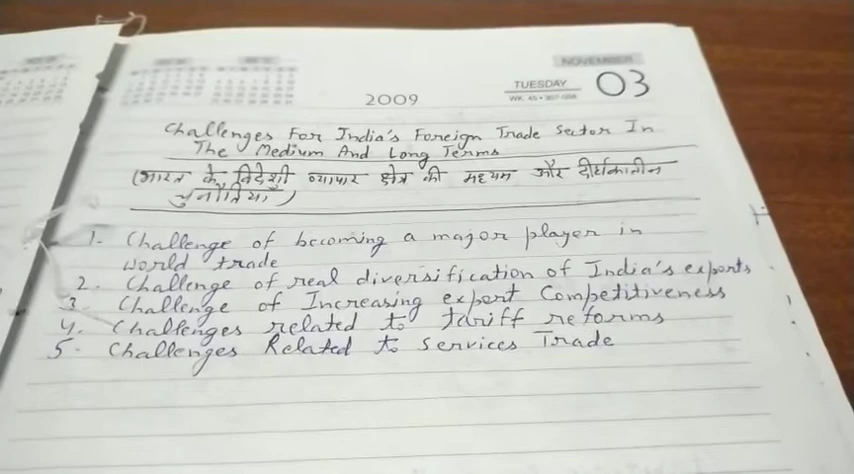 NOVEMBER
TUESDAY 03
2009
Challenges For India's Foreign Trade Sector In
The Medium And Long Terms
(भारत के विदेशी व्यापार क्षेत्र की मध्यम और दीर्घकालीन
चुनौतियां)
1. Challenge of becoming a major player in
world trade
2. Challenge of real diversification of India's exports
3. Challenge of Increasing export Competitiveness
4. Challenges related to tariff reforms
5. Challenges Related to Services Trade